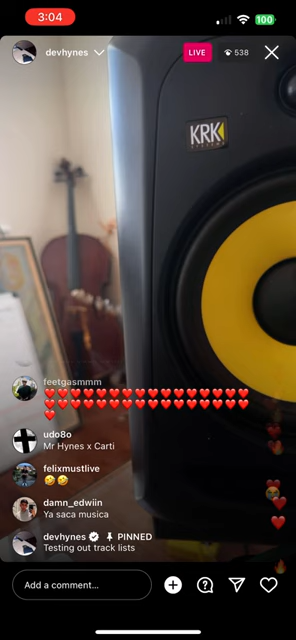 3:04
100
devhynes
LIVE
538
KRK
SYSTEMS
feetgasmmm
❤️❤️❤️❤️❤️❤️❤️❤️❤️❤️❤️❤️❤️❤️❤️❤️
❤️❤️❤️❤️❤️❤️❤️❤️❤️❤️❤️❤️❤️❤️❤️❤️
❤️
udo8o
Mr Hynes x Carti
felixmustlive
🤣🤣
damn_edwiin
Ya saca musica
devhynes PINNED
Testing out track lists
Add a comment...